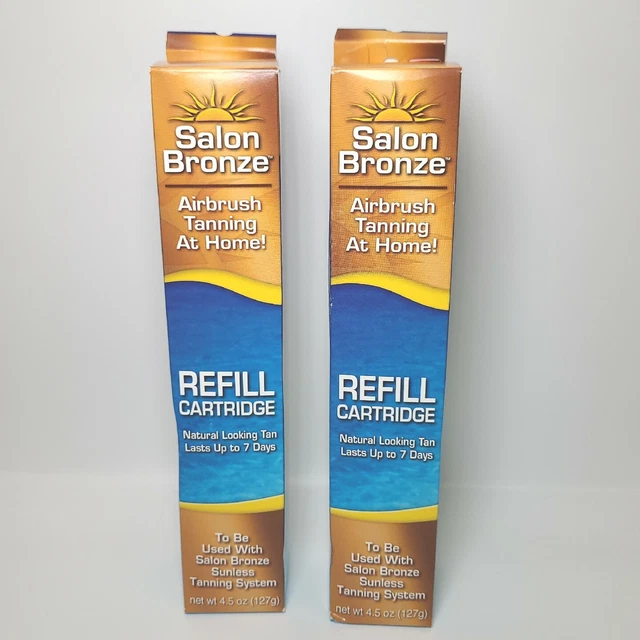 Salon
Bronze™
Airbrush
Tanning
At Home!
REFILL
CARTRIDGE
Natural Looking Tan
Lasts Up to 7 Days
To Be
Used With
Salon Bronze
Sunless
Tanning System
net wt 4.5 oz (127g)
Salon
Bronze™
Airbrush
Tanning
At Home!
REFILL
CARTRIDGE
Natural Looking Tan
Lasts Up to 7 Days
To Be
Used With
Salon Bronze
Sunless
Tanning System
net wt 4.5 oz (127g)